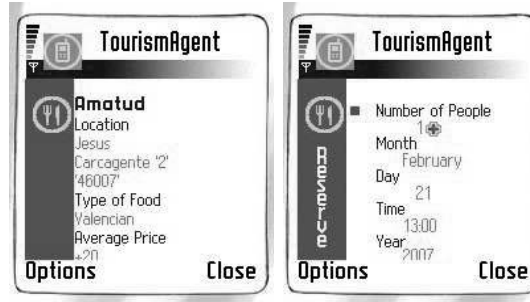 TourismAgent
Amatud
Location
Jesus
Carcagente '2'
'46007'
Type of Food
Valencian
Average Price
+20
Options Close
TourismAgent
Reserve
Number of People
1
Month
February
Day
21
Time
13:00
Year
2007
Options Close